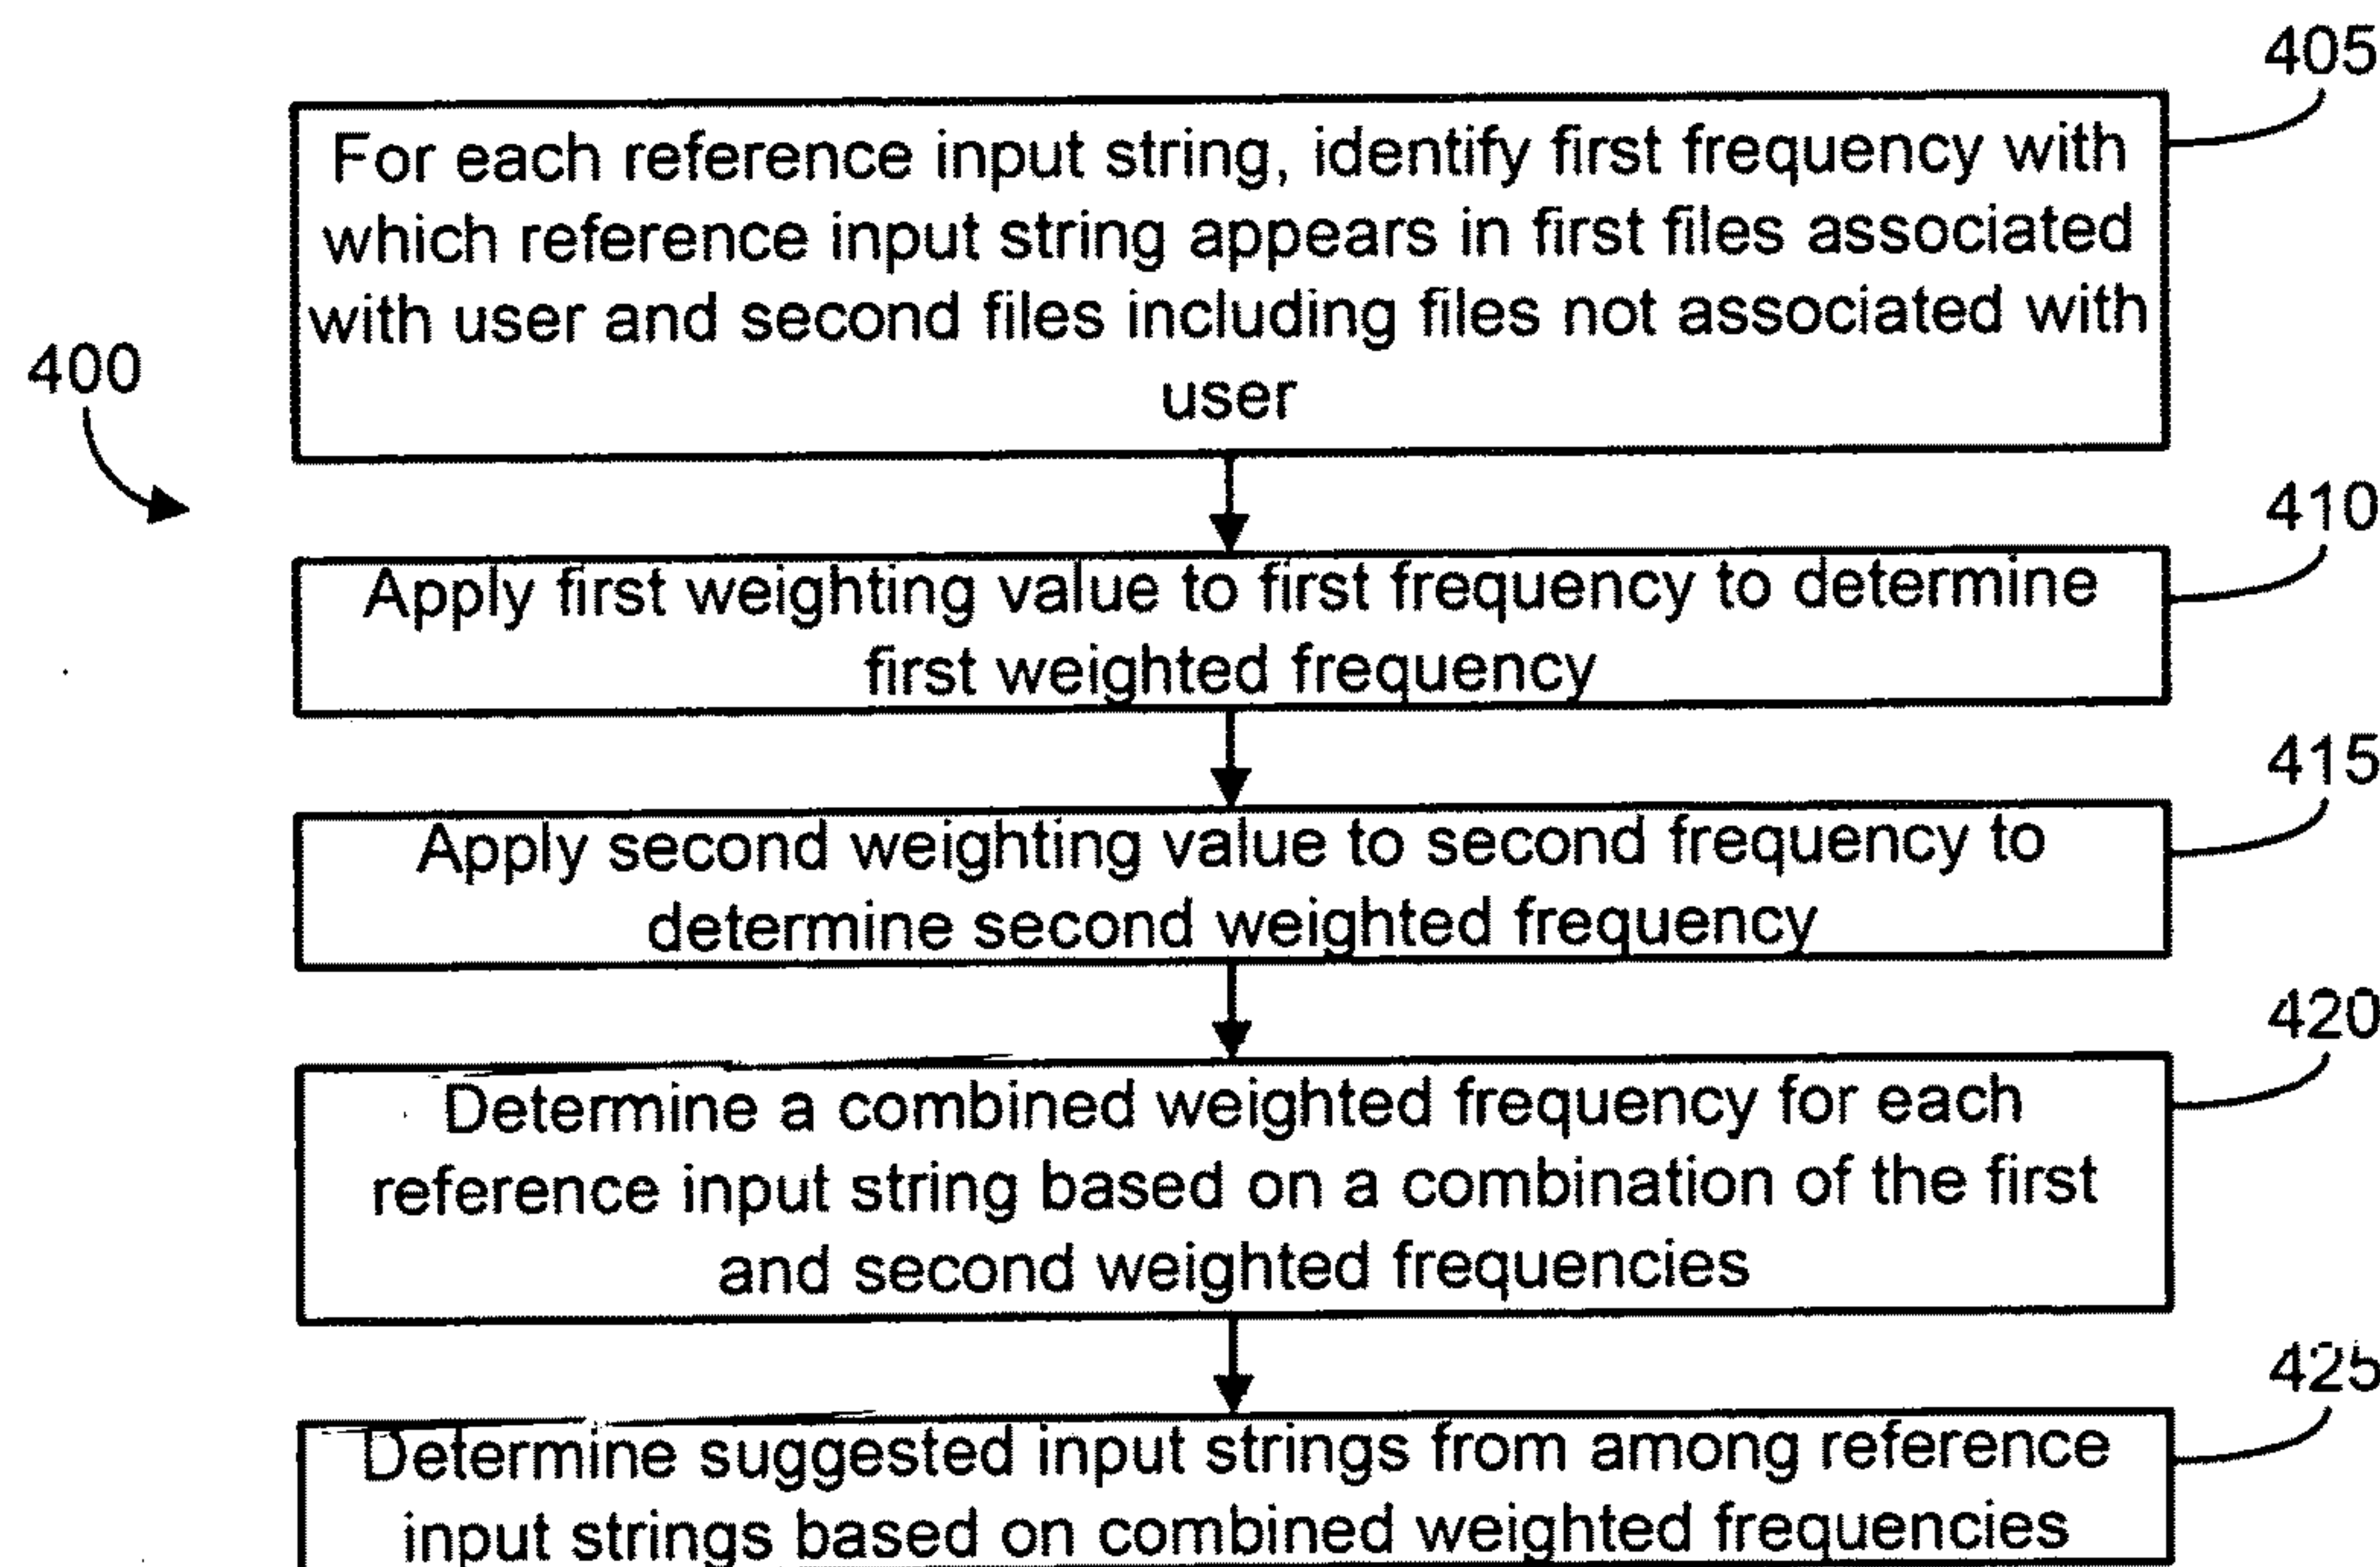 405
For each reference input string, identify first frequency with
which reference input string appears in first files associated
with user and second files including files not associated with
user
400
410
Apply first weighting value to first frequency to determine
first weighted frequency
415
Apply second weighting value to second frequency to
determine second weighted frequency
420
Determine a combined weighted frequency for each
reference input string based on a combination of the first
and second weighted frequencies
425
Determine suggested input strings from among reference
input strings based on combined weighted frequencies